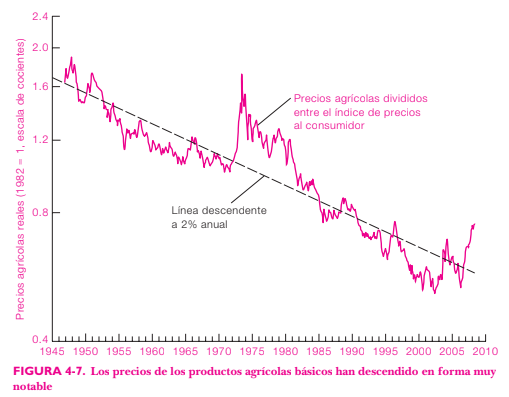 2.4
2.0
1.6
1.2
0.8
0.4
Precios agrícolas reales (1982 = 1, escala de cocientes)
Precios agrícolas divididos
entre el índice de precios
al consumidor
Línea descendente
a 2% anual
1945 1950 1955 1960 1965 1970 1975 1980 1985 1990 1995 2000 2005 2010
FIGURA 4-7. Los precios de los productos agrícolas básicos han descendido en forma muy
notable